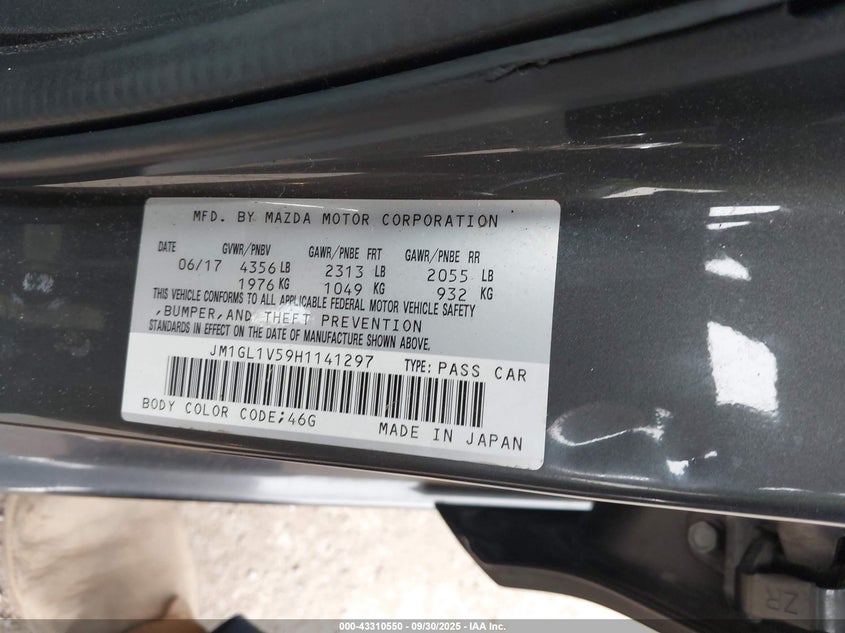 MFD. BY MAZDA MOTOR CORPORATION
DATE GVWR/PNBV GAWR/PNBE FRT GAWR/PNBE RR
06/17 4356 LB 2313 LB 2055 LB
1976 KG 1049 KG 932 KG
THIS VEHICLE CONFORMS TO ALL APPLICABLE FEDERAL MOTOR VEHICLE SAFETY
,BUMPER,AND THEFT PREVENTION
STANDARDS IN EFFECT ON THE DATE OF MANUFACTURE SHOWN ABOVE.
JM1GL1V59H1141297 TYPE: PASS CAR
BODY COLOR CODE;46G
MADE IN JAPAN
ZR
000-43310550 - 09/30/2025 - IAA Inc.